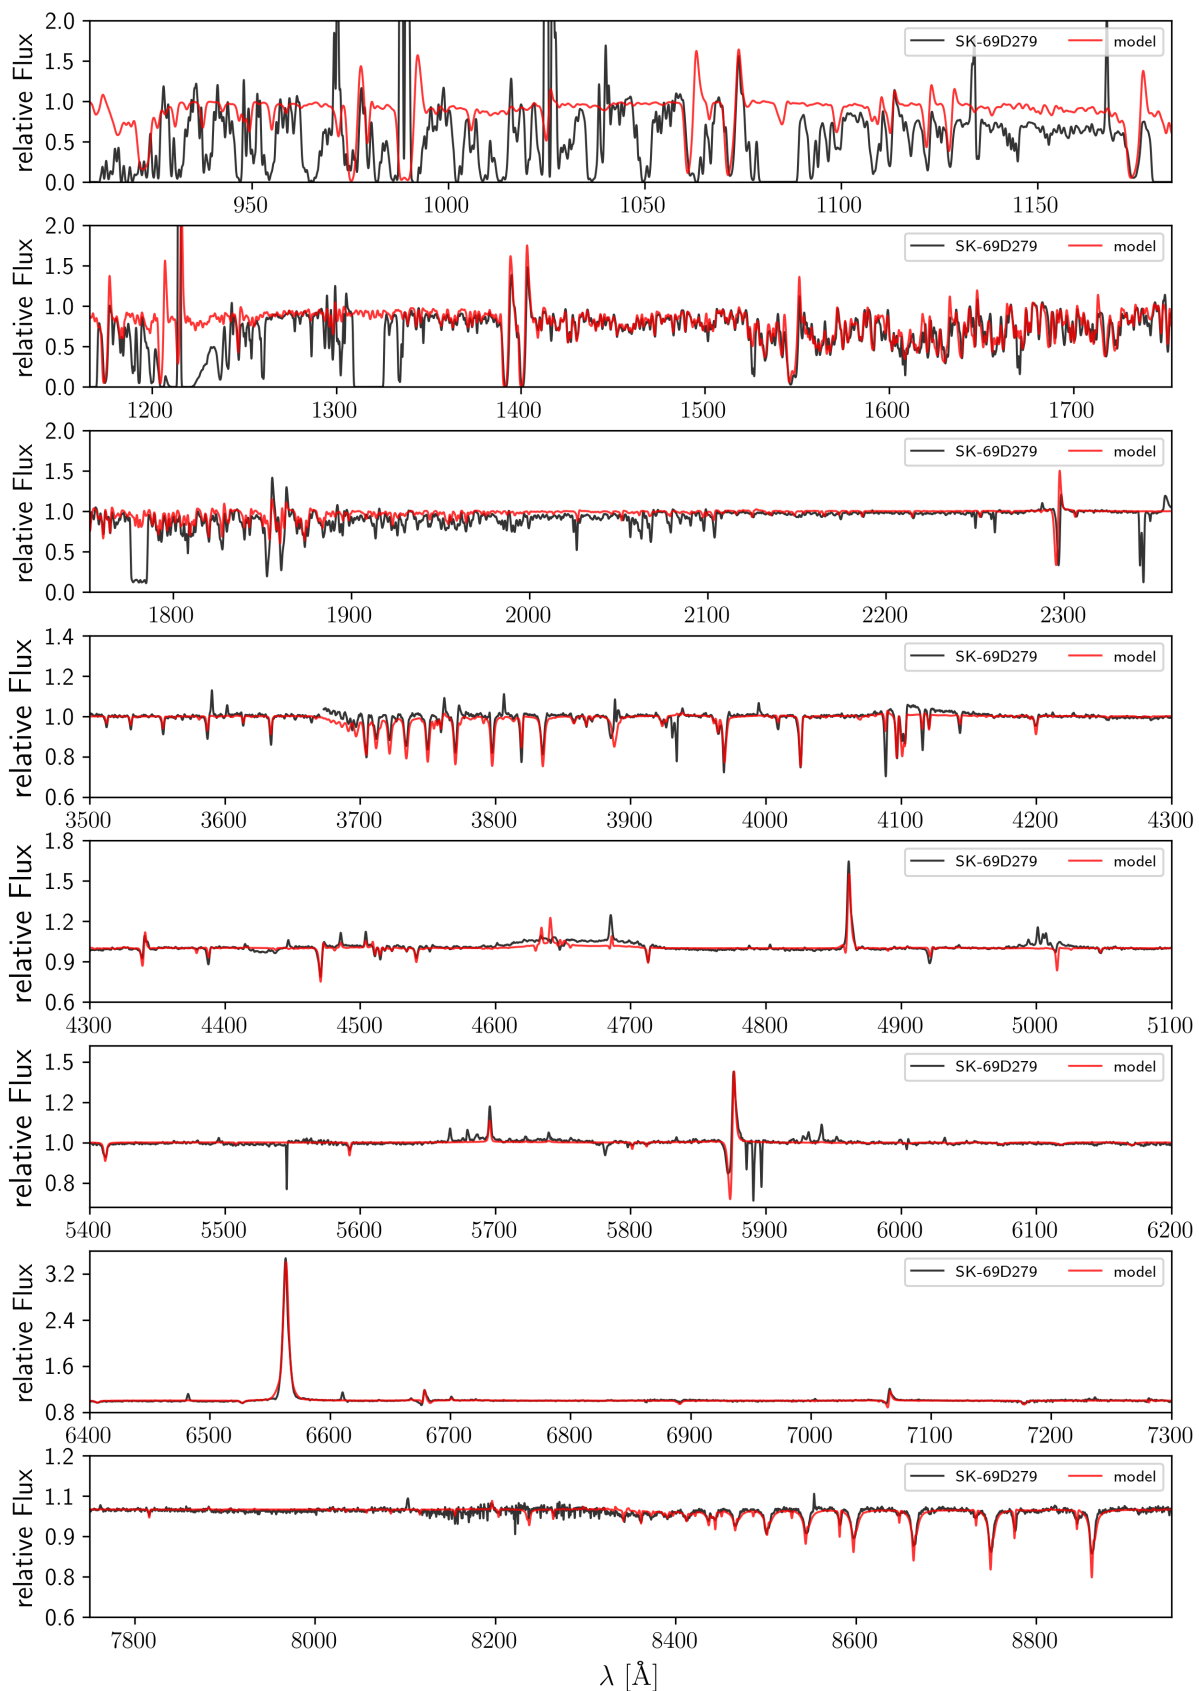 relative Flux
2.0
1.5
1.0
0.5
0.0
SK-69D279 model
950 1000 1050 1100 1150
relative Flux
2.0
1.5
1.0
0.5
0.0
SK-69D279 model
1200 1300 1400 1500 1600 1700
relative Flux
2.0
1.5
1.0
0.5
0.0
SK-69D279 model
1800 1900 2000 2100 2200 2300
relative Flux
1.4
1.2
1.0
0.8
0.6
SK-69D279 model
3500 3600 3700 3800 3900 4000 4100 4200 4300
relative Flux
1.8
1.5
1.2
0.9
0.6
SK-69D279 model
4300 4400 4500 4600 4700 4800 4900 5000 5100
relative Flux
1.5
1.2
1.0
0.8
SK-69D279 model
5400 5500 5600 5700 5800 5900 6000 6100 6200
relative Flux
3.2
2.4
1.6
0.8
SK-69D279 model
6400 6500 6600 6700 6800 6900 7000 7100 7200 7300
relative Flux
1.2
1.1
0.9
0.8
0.6
SK-69D279 model
7800 8000 8200 8400 8600 8800
λ [Å]